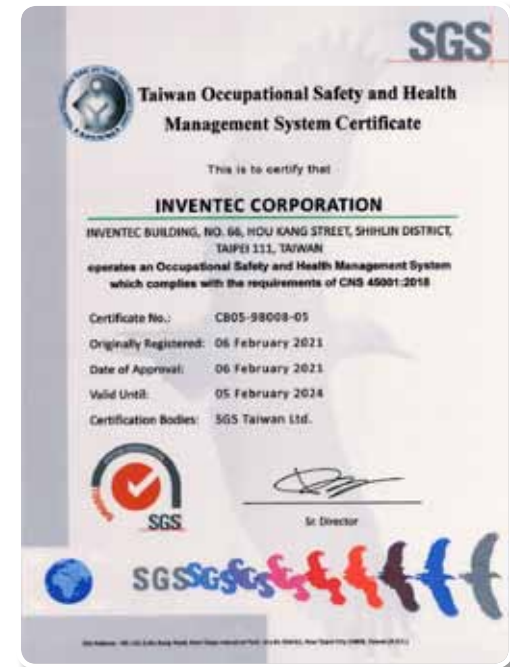 SGS
Taiwan Occupational Safety and Health
Management System Certificate
This is to certify that
INVENTEC CORPORATION
INVENTEC BUILDING, NO. 66, HOU KANG STREET, SHIHLIN DISTRICT,
TAIPEI 111, TAIWAN
operates an Occupational Safety and Health Management System
which complies with the requirements of CNS 45001:2018
Certificate No.: CB05-98008-05
Originally Registered: 06 February 2021
Date of Approval: 06 February 2021
Valid Until: 05 February 2024
Certification Bodies: SGS Taiwan Ltd.
SGS
Sr. Director
SGSSGSSGSSGS